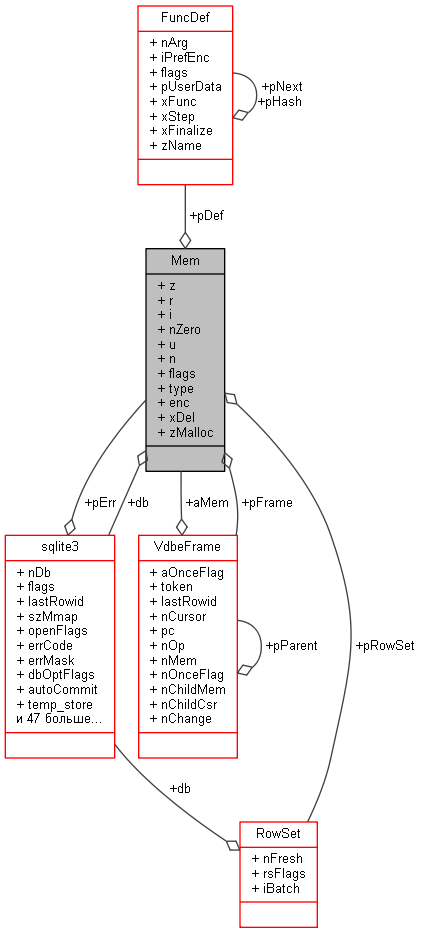 FuncDef
+ nArg
+ iPrefEnc
+ flags
+ pUserData
+ xFunc
+ xStep
+ xFinalize
+ zName
+pNext
+pHash
+pDef
Mem
+ z
+ r
+ i
+ nZero
+ u
+ n
+ flags
+ type
+ enc
+ xDel
+ zMalloc
+pErr
+db
+aMem
+pFrame
sqlite3
+ nDb
+ flags
+ lastRowid
+ szMmap
+ openFlags
+ errCode
+ errMask
+ dbOptFlags
+ autoCommit
+ temp_store
и 47 больше...
VdbeFrame
+ aOnceFlag
+ token
+ lastRowid
+ nCursor
+ pc
+ nOp
+ nMem
+ nOnceFlag
+ nChildMem
+ nChildCsr
+ nChange
+pParent
+pRowSet
+db
RowSet
+ nFresh
+ rsFlags
+ iBatch